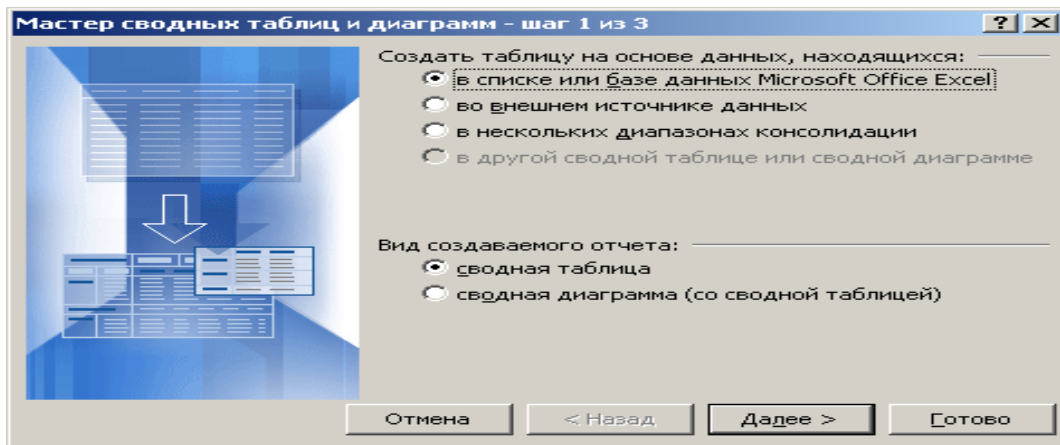 Мастер сводных таблиц и диаграмм - шаг 1 из 3
Создать таблицу на основе данных, находящихся:
в списке или базе данных Microsoft Office Excel
во внешнем источнике данных
в нескольких диапазонах консолидации
в другой сводной таблице или сводной диаграмме
Вид создаваемого отчета:
сводная таблица
сводная диаграмма (со сводной таблицей)
Отмена < Назад Далее > Готово